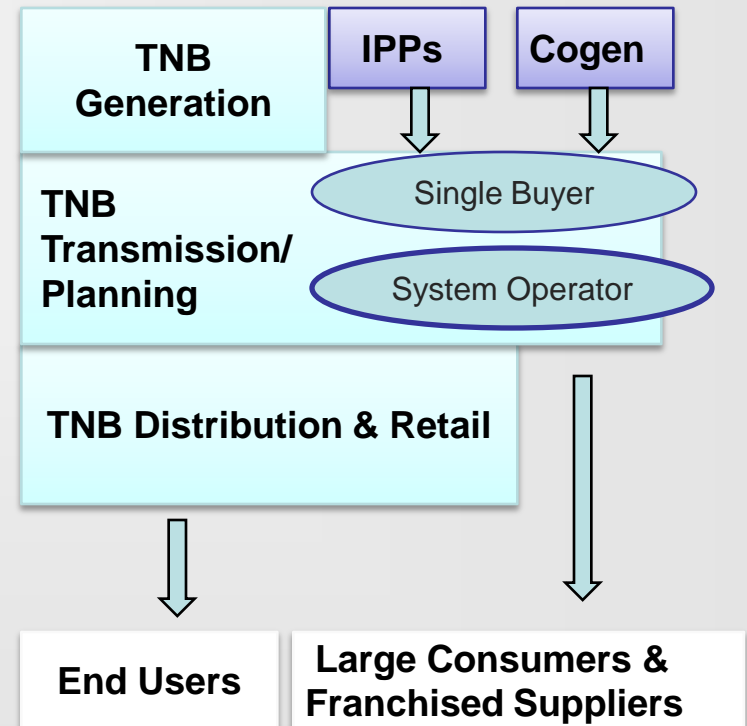 TNB
Generation
IPPs
Cogen
TNB
Transmission/
Planning
Single Buyer
System Operator
TNB Distribution & Retail
End Users
Large Consumers &
Franchised Suppliers